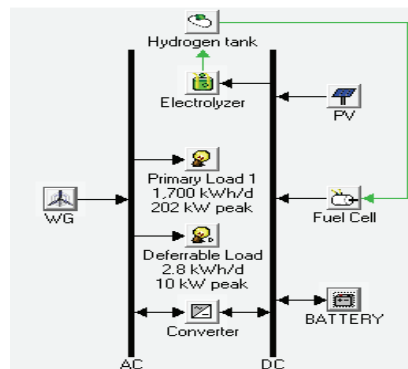 Hydrogen tank
Electrolyzer
PV
Primary Load 1
1,700 kWh/d
202 kW peak
WG
Fuel Cell
Deferrable Load
2.8 kWh/d
10 kW peak
BATTERY
Converter
AC
DC